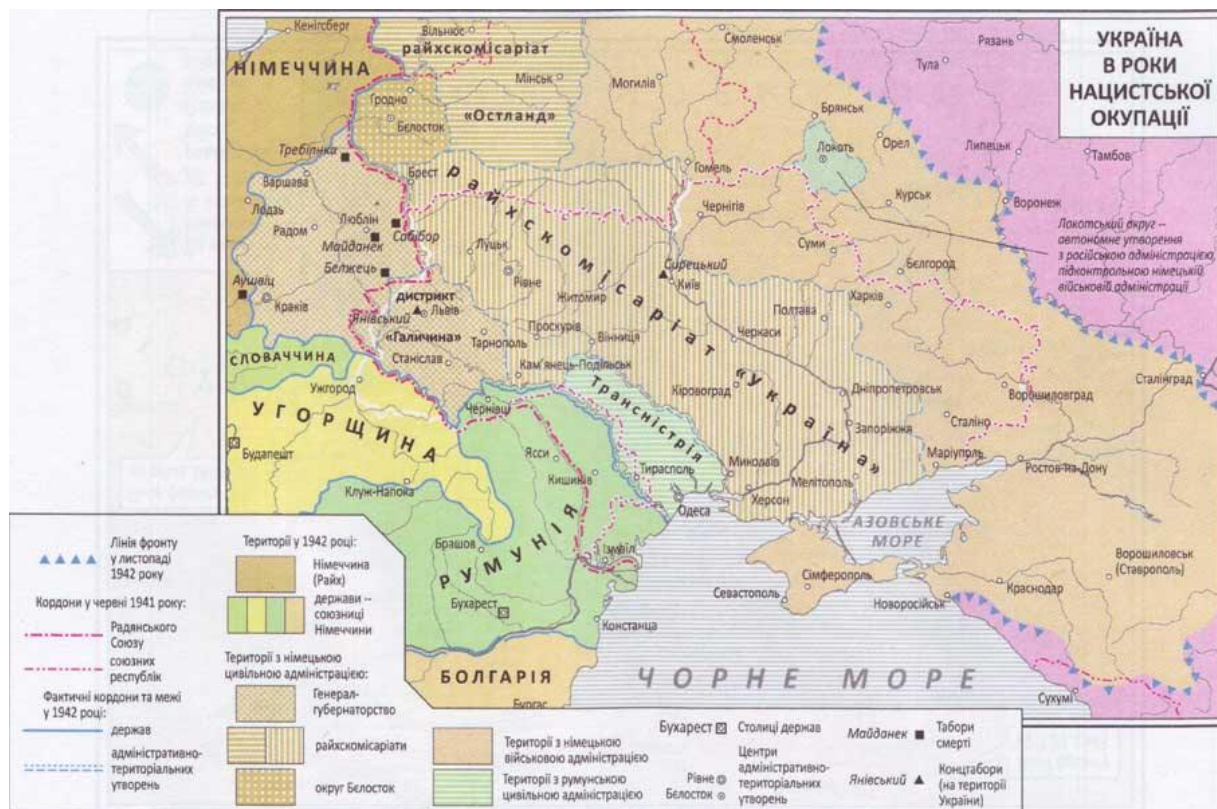 УКРАЇНА
В РОКИ
НАЦИСТСЬКОЇ
ОКУПАЦІЇ
Кенігсберг
Вільнюс
райхскомісаріат
Смоленськ
Рязань
НІМЕЧЧИНА
Мінськ
Могилів
Тула
Гродно
«Остланд»
Бєлосток
Брянськ
Локоть
Орел
Липецьк
Тамбов
Требілнка
Варшава
Брест
райхскомісаріат «Україна»
Гомель
Курськ
Воронеж
Лодзь
Люблін
Собібор
Радом
Майданек
Луцьк
Чернігів
Локотський округ --
автономне утворення
з російською адміністрацією,
підконтрольною німецькій
військовій адміністрації
Суми
Бєлгород
Белжець
Рівне
Сирецький
Київ
Житомир
Аушвіц
Краків
дистрикт
Львів
Янівський
«Галичина»
Полтава
Харків
Проскурів
Вінниця
Черкаси
Тарнополь
Станіслав
Кам'янець-Подільськ
СЛОВАЧЧИНА
Ужгород
Трансністрія
Кіровоград
Дніпропетровськ
Ворошиловград
Сталінград
УГОРЩИНА
Чернівці
Сталіно
Запоріжжя
Будапешт
Ясси
Кишинів
Тирасполь
Миколаїв
Мелітополь
Маріуполь
Ростов-на-Дону
Клуж-Напока
Одеса
Херсон
АЗОВСЬКЕ
МОРЕ
РУМУНІЯ
Брашов
Ізмаїл
Ворошиловськ
(Ставрополь)
Сімферополь
Севастополь
Краснодар
Новоросійськ
Бухарест
Констанца
БОЛГАРІЯ
Бургас
ЧОРНЕ МОРЕ
Сухумі
Лінія фронту
у листопаді
1942 року
Кордони у червні 1941 року:
Радянського
Союзу
союзних
республік
Фактичні кордони та межі
у 1942 році:
держав
адміністративно-
територіальних
утворень
Території у 1942 році:
Німеччина
(Райх)
держави --
союзниці
Німеччини
Території з німецькою
цивільною адміністрацією:
Генерал-
губернаторство
райхскомісаріати
округ Бєлосток
Території з німецькою
військовою адміністрацією
Території з румунською
цивільною адміністрацією
Бухарест
Столиці держав
Рівне
Бєлосток
Центри
адміністративно-
територіальних
утворень
Майданек
Табори
смерті
Янівський
Концтабори
(на території
України)